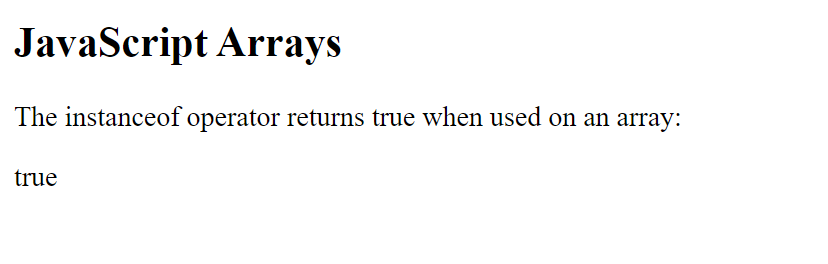 JavaScript Arrays
The instanceof operator returns true when used on an array:
true